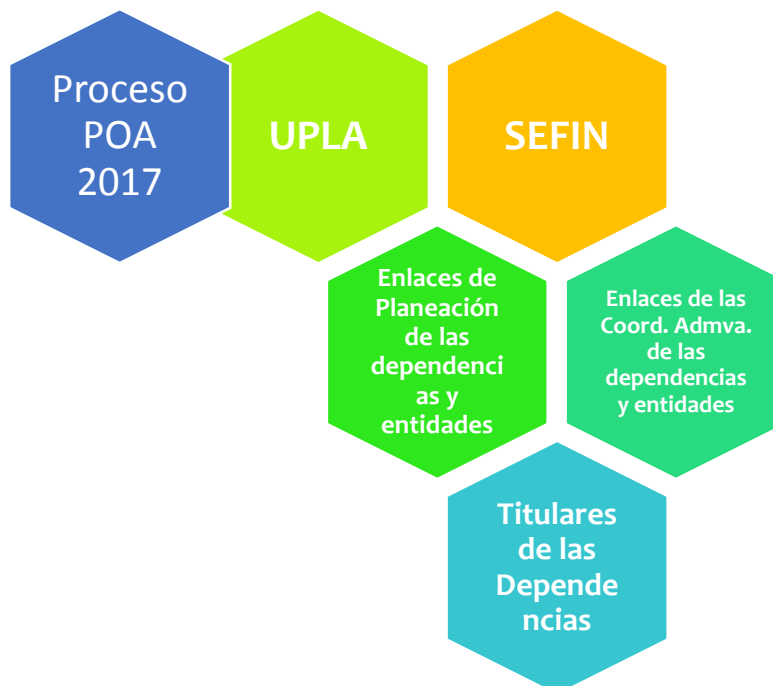 Proceso
POA
2017
UPLA
SEFIN
Enlaces de
Planeación
de las
dependenci
as y
entidades
Enlaces de las
Coord. Admva.
de las
dependencias
y entidades
Titulares
de las
Depende
ncias